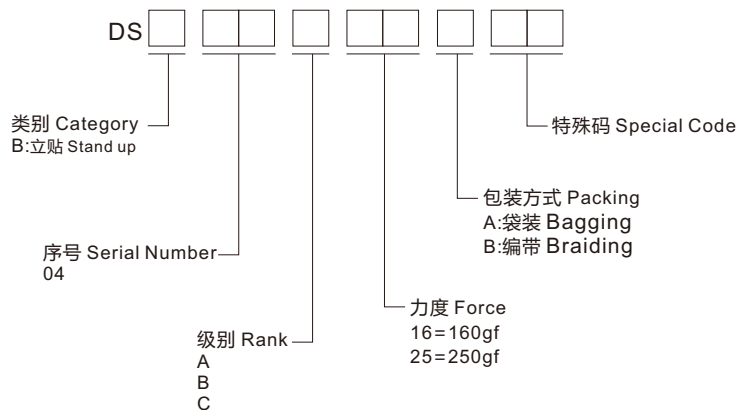 DS
类别 Category
B:立贴 Stand up
特殊码 Special Code
包装方式 Packing
A:袋装 Bagging
B:编带 Braiding
序号 Serial Number
04
力度 Force
16=160gf
25=250gf
级别 Rank
A
B
C